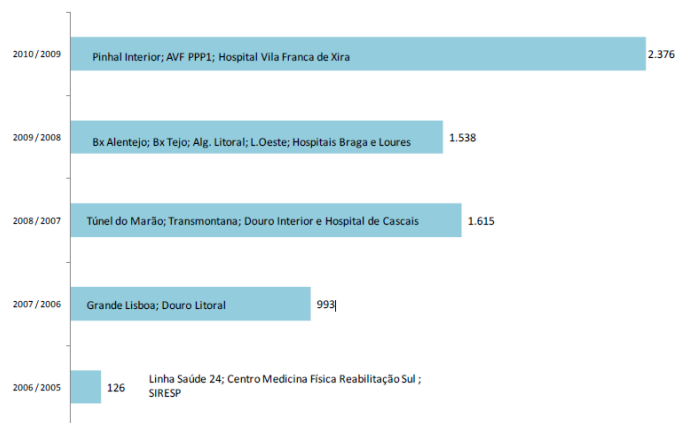 2010/2009
Pinhal Interior; AVF PPP1; Hospital Vila Franca de Xira
2.376
2009/2008
Bx Alentejo; Bx Tejo; Alg. Litoral; L.Oeste; Hospitais Braga e Loures
1.538
2008/2007
Túnel do Marão; Transmontana; Douro Interior e Hospital de Cascais
1.615
2007/2006
Grande Lisboa; Douro Litoral
993
2006/2005
126
Linha Saúde 24; Centro Medicina Física Reabilitação Sul ;
SIRESP